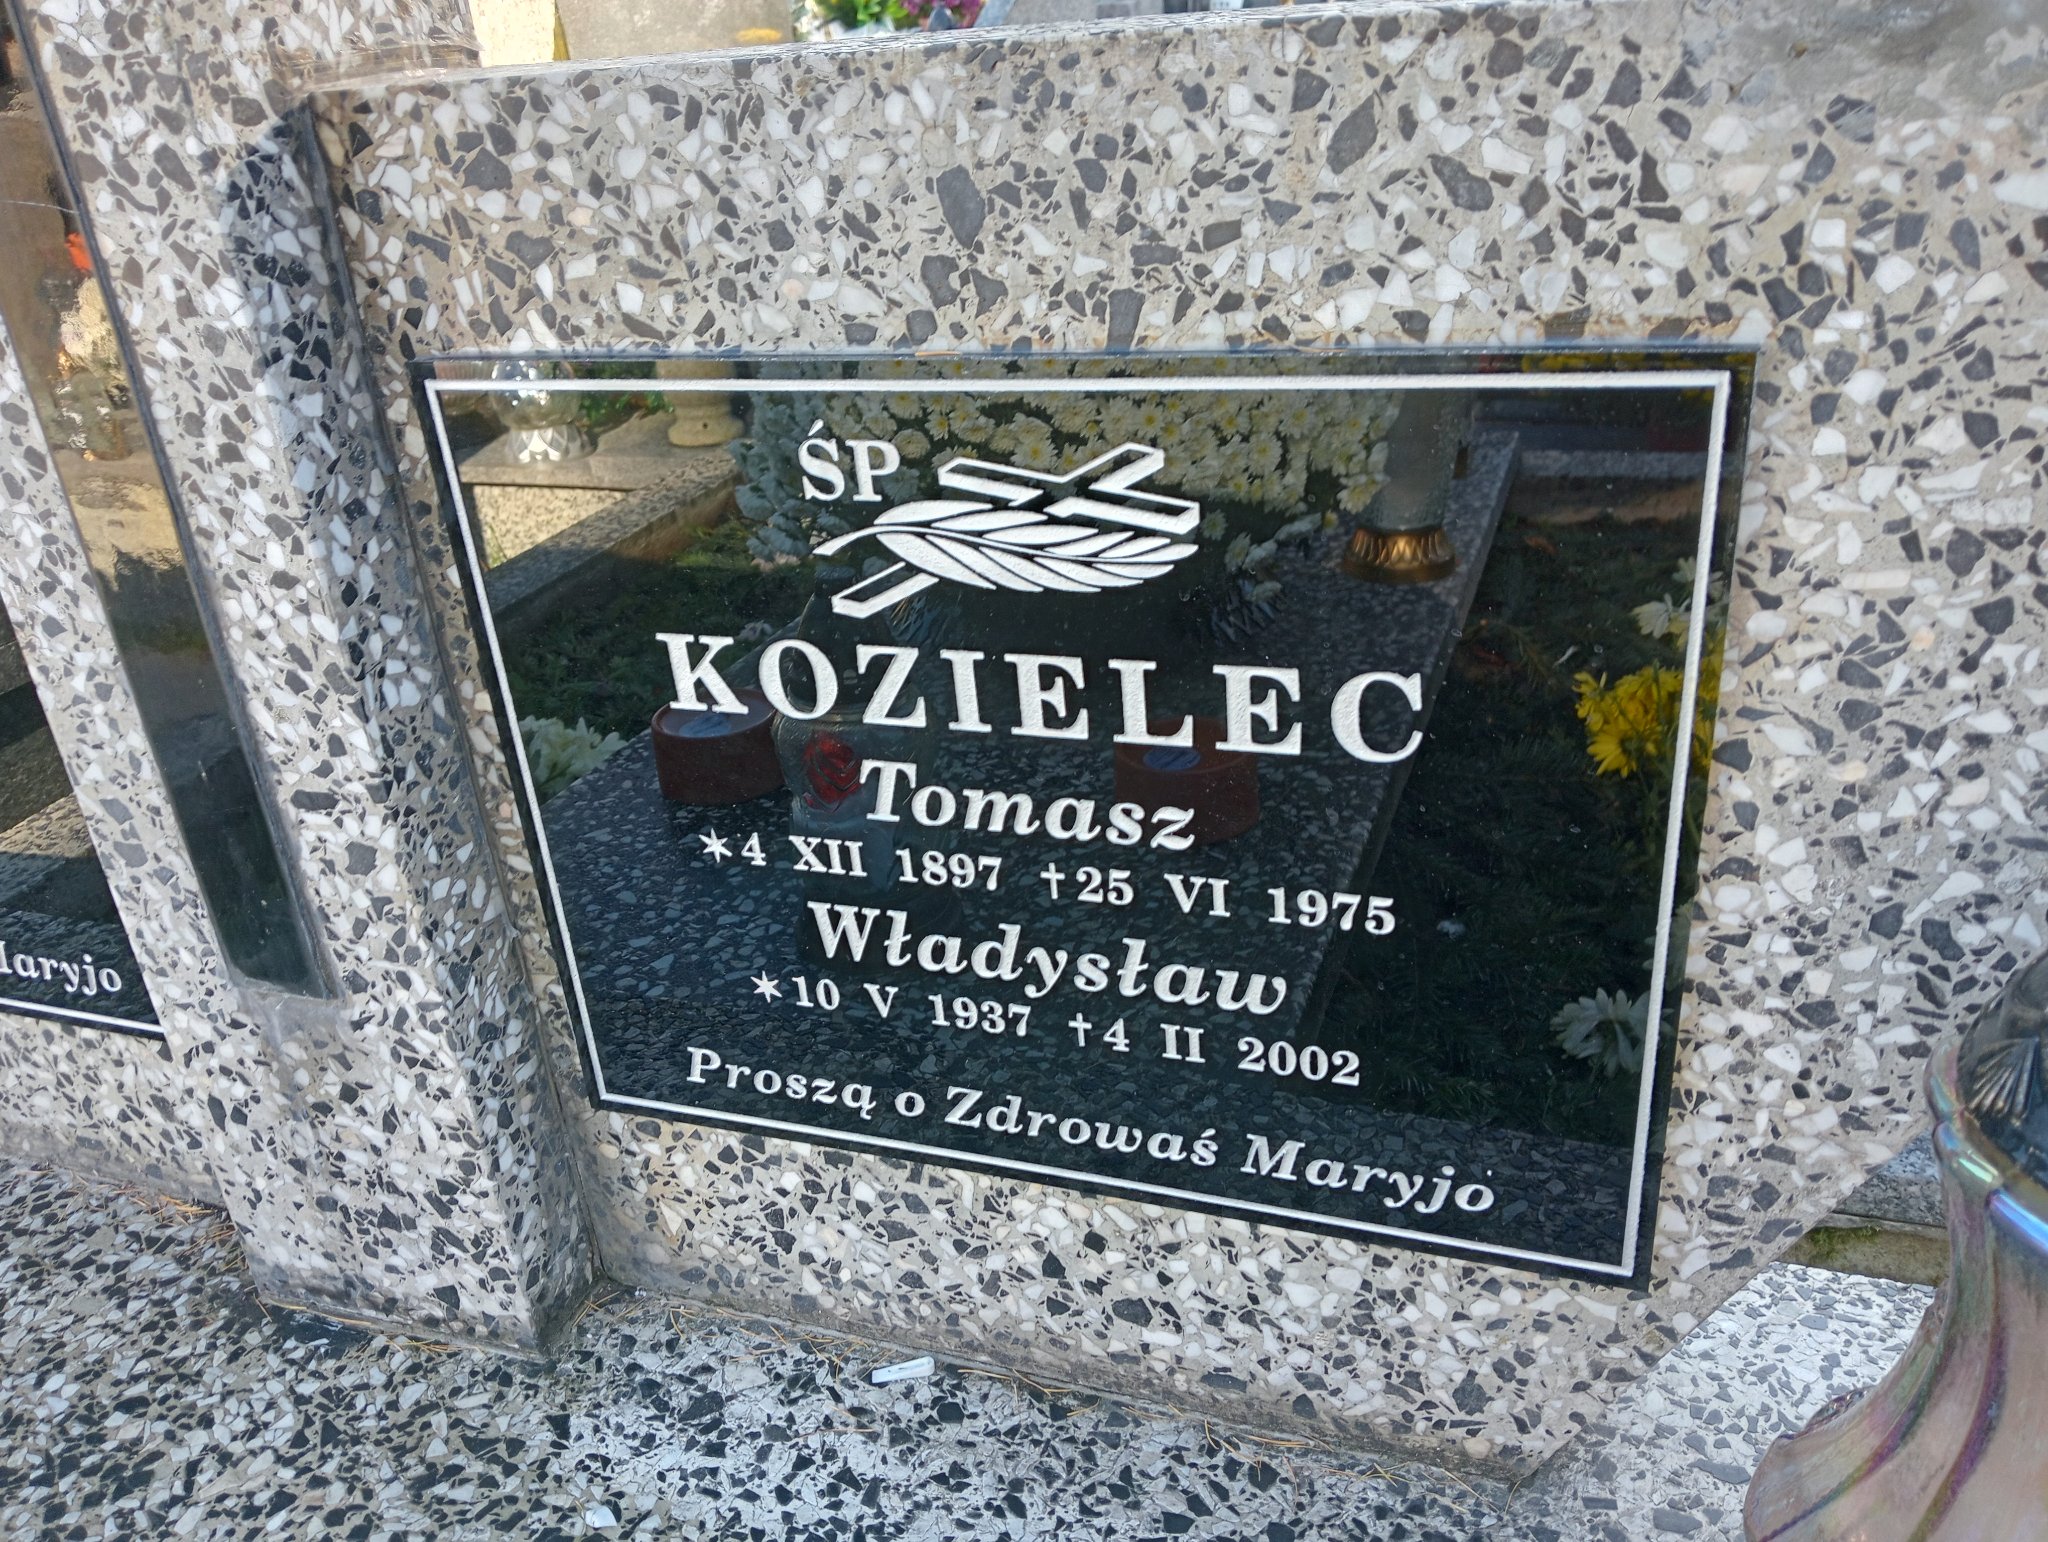 ŚP
KOZIELEC
Tomasz
*4 XII 1897 †25 VI 1975
Władysław
*10 V 1937 †4 II 2002
Proszą o Zdrowaś Maryjo
Maryjo